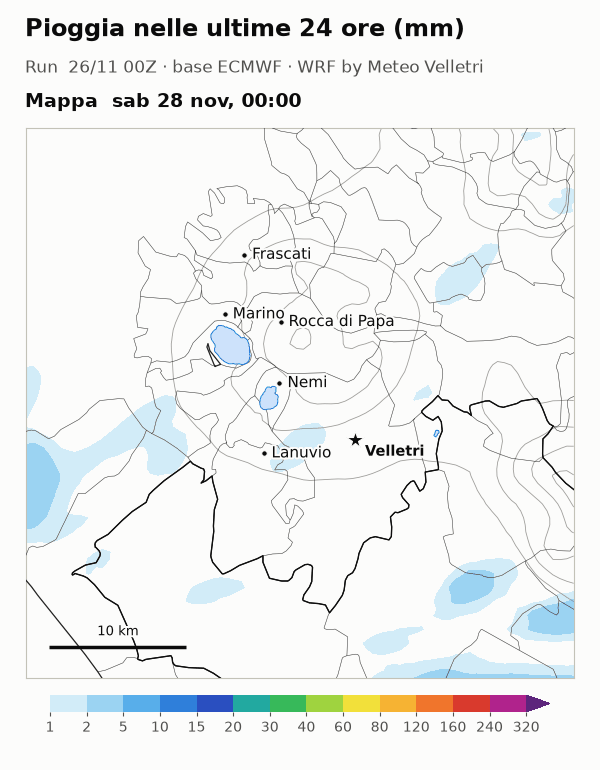 Pioggia nelle ultime 24 ore (mm)
Run  26/11 00Z · base ECMWF · WRF by Meteo Velletri
Mappa  sab 28 nov, 00:00
Frascati
Marino
Rocca di Papa
Nemi
Velletri
Lanuvio
10 km
1 2 5 10 15 20 30 40 60 80 120 160 240 320